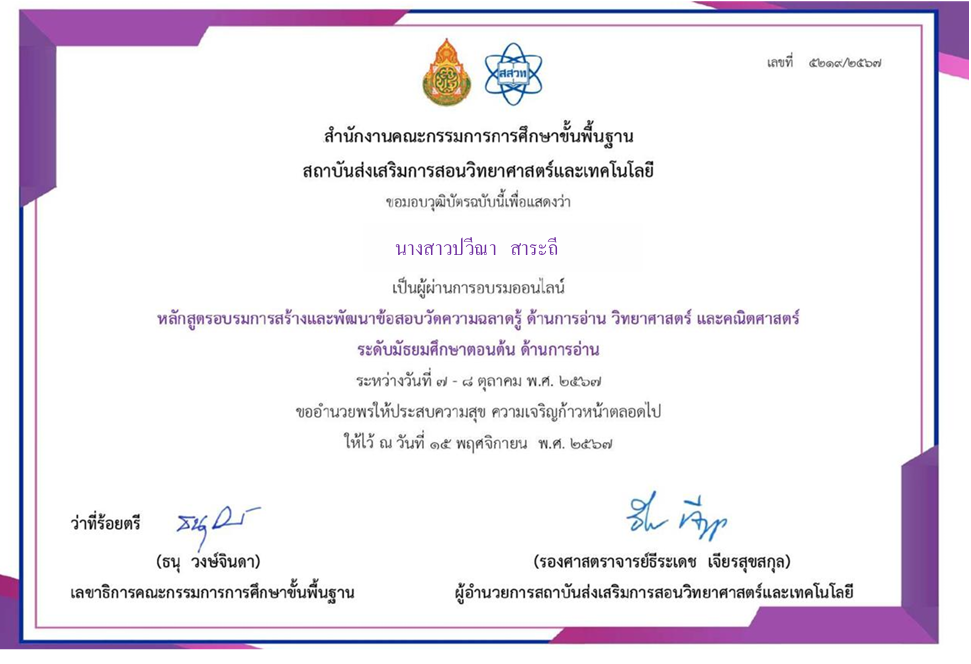 เลขที่ ๕๒๑๙/๒๕๖๗
สสวท
สำนักงานคณะกรรมการการศึกษาขั้นพื้นฐาน
สถาบันส่งเสริมการสอนวิทยาศาสตร์และเทคโนโลยี
ขอมอบวุฒิบัตรฉบับนี้เพื่อแสดงว่า
นางสาวปวีณา สาระถี
เป็นผู้ผ่านการอบรมออนไลน์
หลักสูตรอบรมการสร้างและพัฒนาข้อสอบวัดความฉลาดรู้ ด้านการอ่าน วิทยาศาสตร์ และคณิตศาสตร์
ระดับมัธยมศึกษาตอนต้น ด้านการอ่าน
ระหว่างวันที่ ๗ - ๘ ตุลาคม พ.ศ. ๒๕๖๗
ขออำนวยพรให้ประสบความสุข ความเจริญก้าวหน้าตลอดไป
ให้ไว้ ณ วันที่ ๑๕ พฤศจิกายน พ.ศ. ๒๕๖๗
ว่าที่ร้อยตรี
(ธนุ วงษ์จินดา)
เลขาธิการคณะกรรมการการศึกษาขั้นพื้นฐาน
(รองศาสตราจารย์ธีระเดช เจียรสุขสกุล)
ผู้อำนวยการสถาบันส่งเสริมการสอนวิทยาศาสตร์และเทคโนโลยี